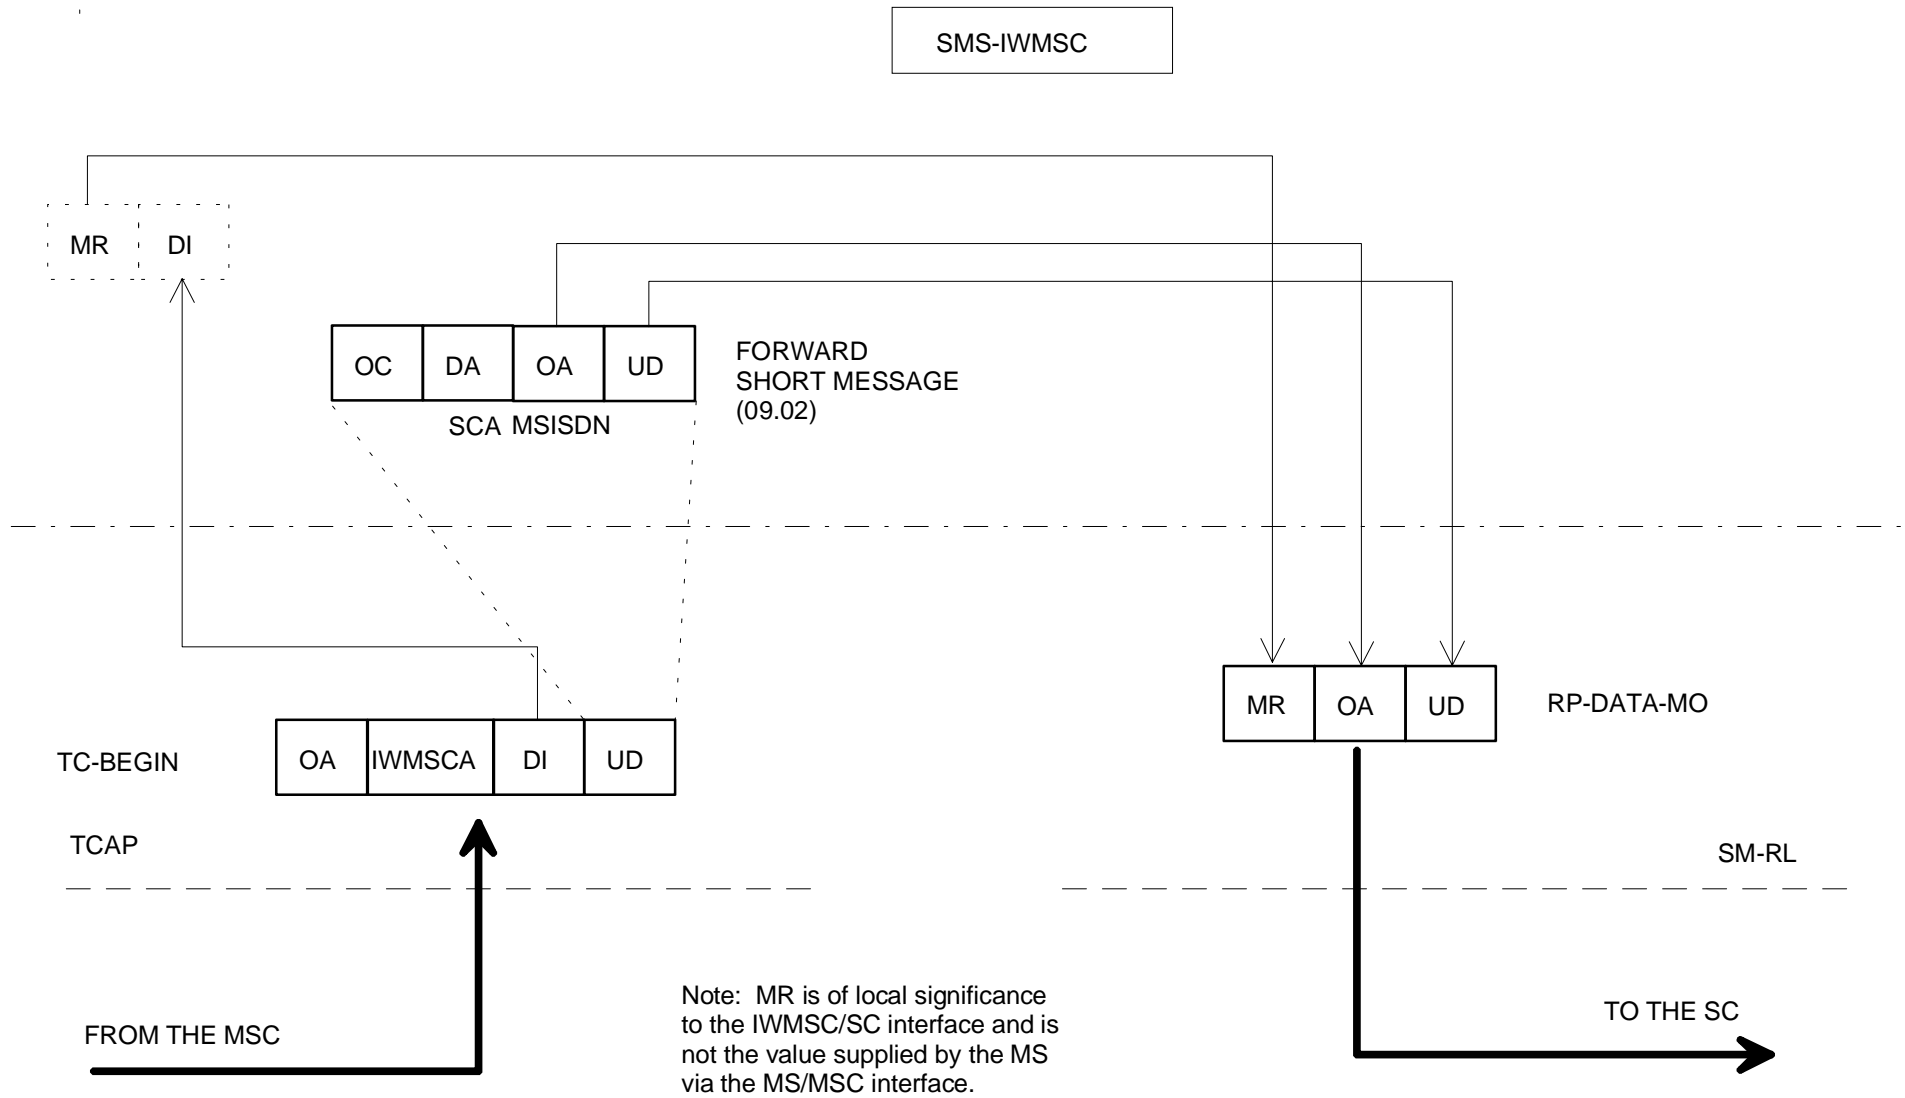 SMS-IWMSC
MR DI
OC DA OA UD
FORWARD
SHORT MESSAGE
(09.02)
SCA MSISDN
MR OA UD
RP-DATA-MO
TC-BEGIN
OA IWMSCA DI UD
TCAP
SM-RL
Note: MR is of local significance
to the IWMSC/SC interface and is
not the value supplied by the MS
via the MS/MSC interface.
FROM THE MSC
TO THE SC